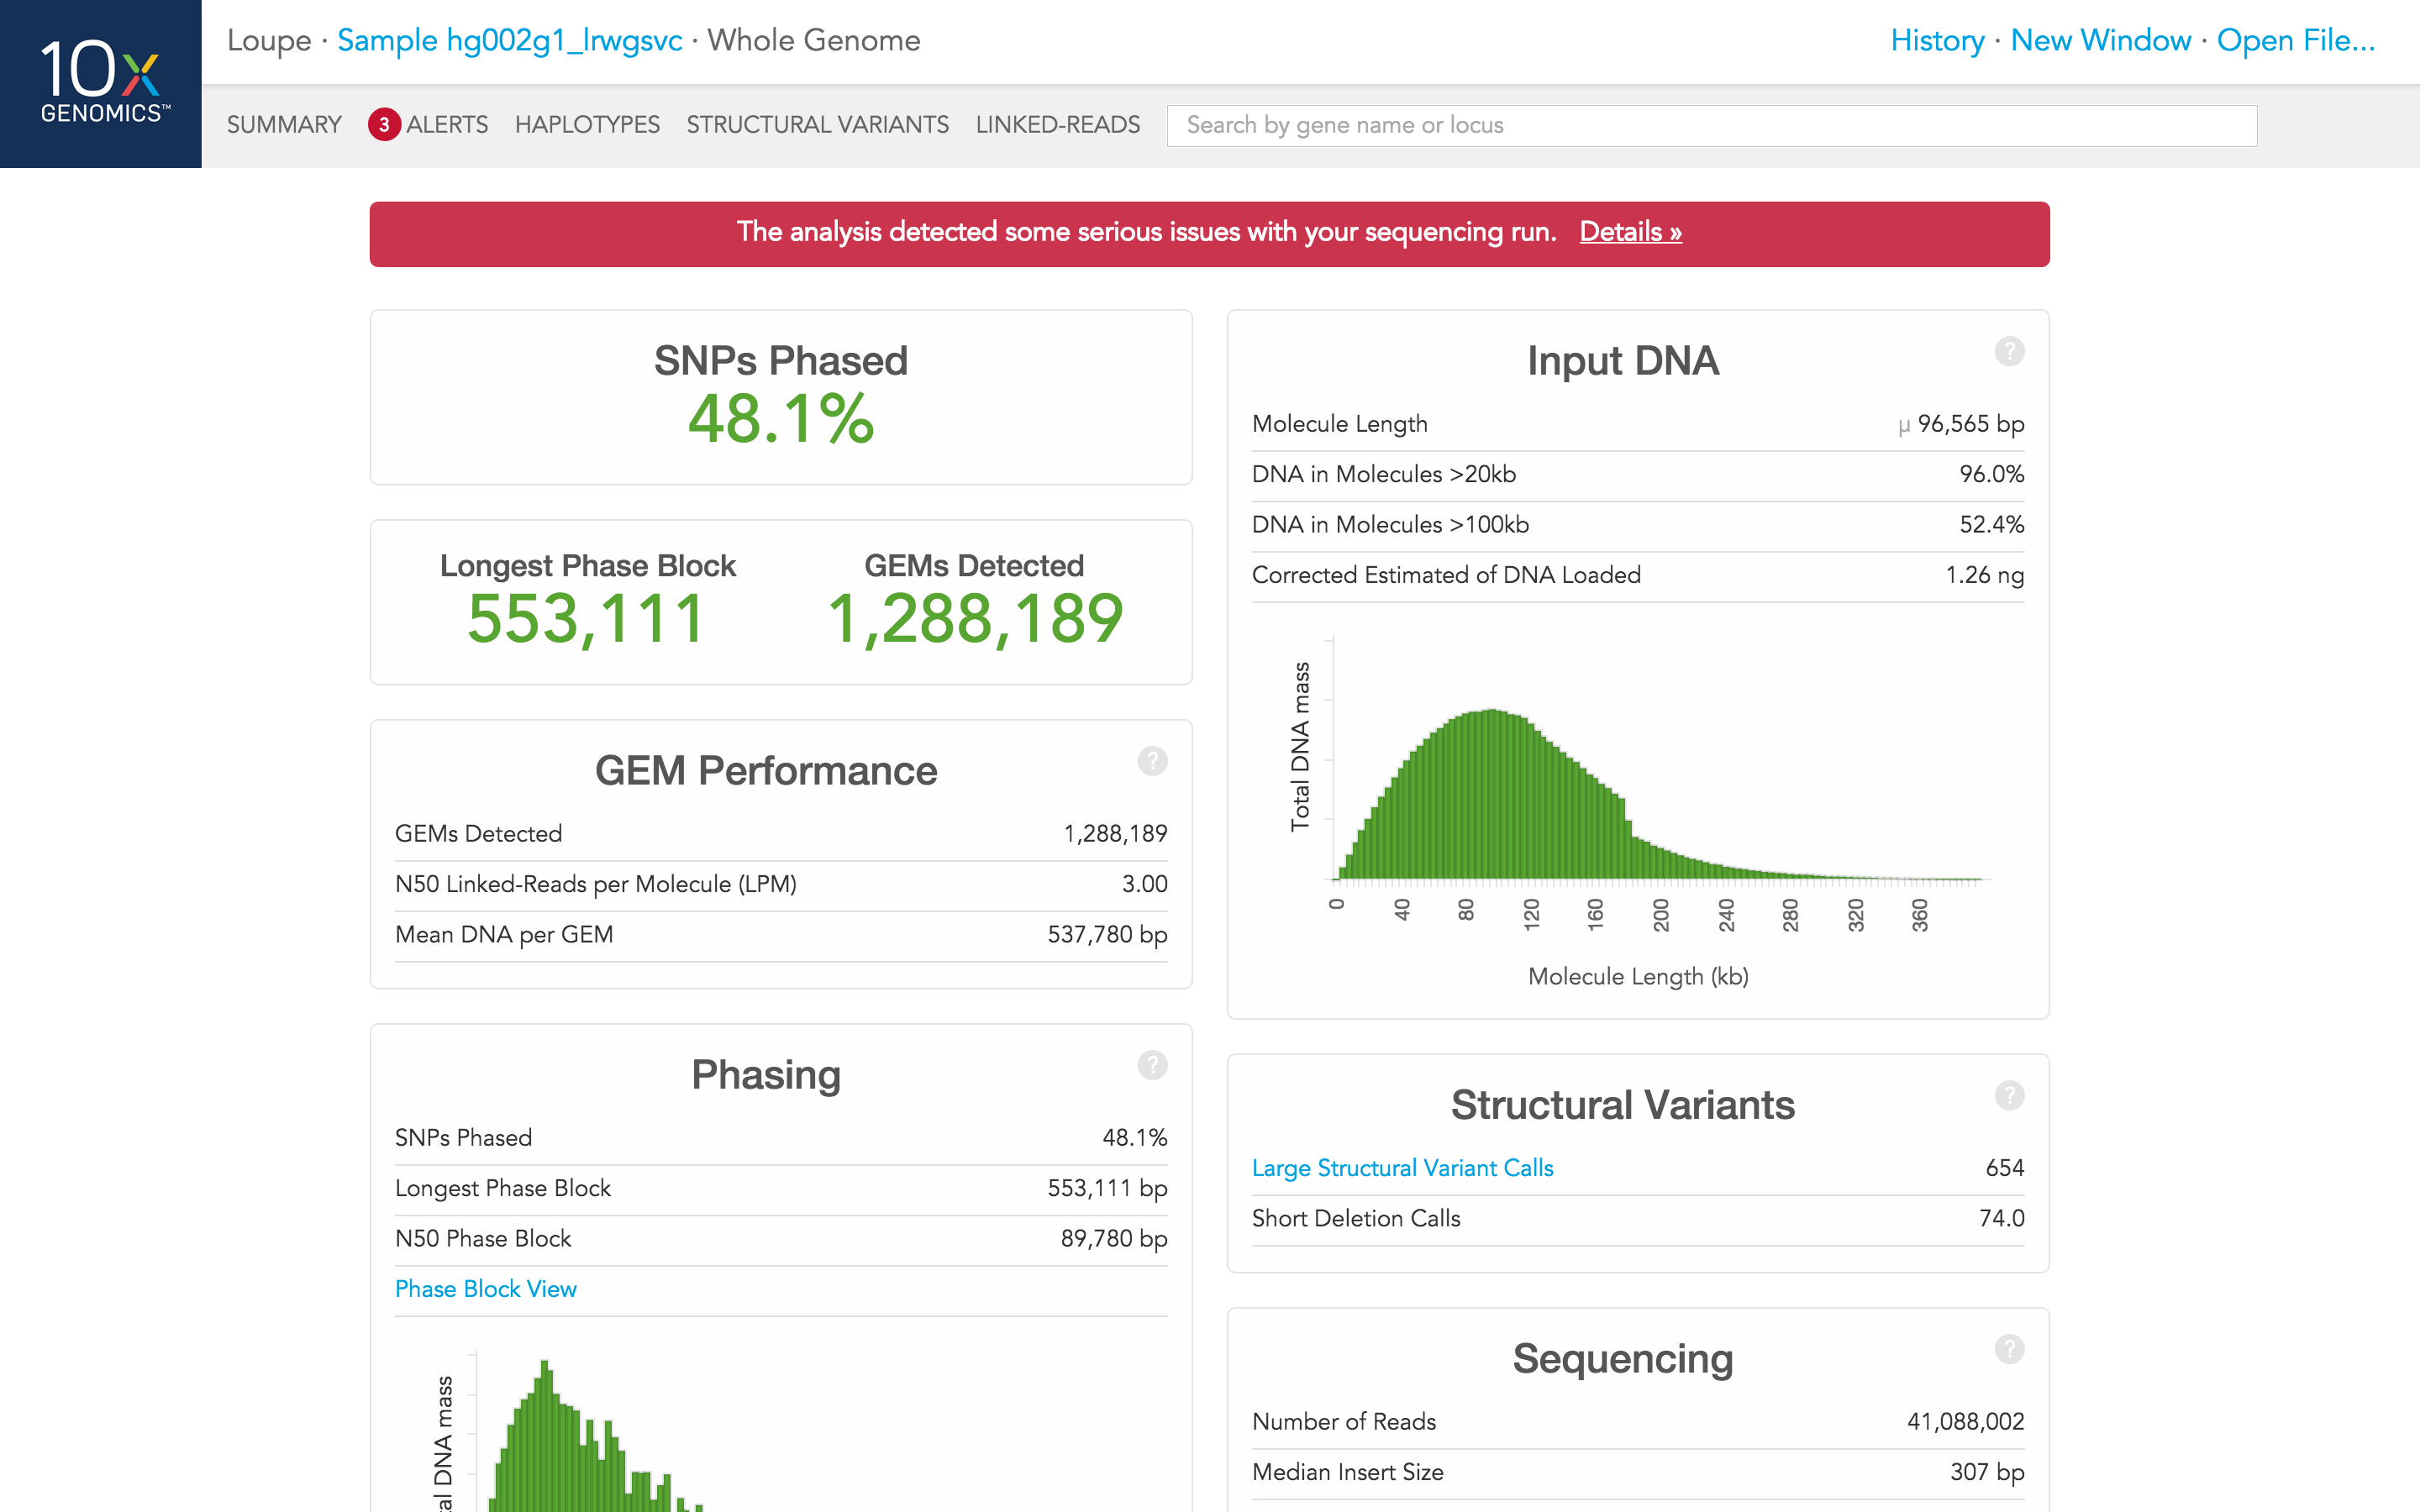 10x
GENOMICS™
Loupe · Sample hg002g1_lrwgsvc · Whole Genome
History · New Window · Open File...
SUMMARY 3 ALERTS HAPLOTYPES STRUCTURAL VARIANTS LINKED-READS Search by gene name or locus
The analysis detected some serious issues with your sequencing run. Details »
SNPs Phased
48.1%
Longest Phase Block
553,111
GEMs Detected
1,288,189
GEM Performance
?
GEMs Detected 1,288,189
N50 Linked-Reads per Molecule (LPM) 3.00
Mean DNA per GEM 537,780 bp
Phasing
?
SNPs Phased 48.1%
Longest Phase Block 553,111 bp
N50 Phase Block 89,780 bp
Phase Block View
al DNA mass
Input DNA
?
Molecule Length μ 96,565 bp
DNA in Molecules >20kb 96.0%
DNA in Molecules >100kb 52.4%
Corrected Estimated of DNA Loaded 1.26 ng
Total DNA mass
0 40 80 120 160 200 240 280 320 360
Molecule Length (kb)
Structural Variants
?
Large Structural Variant Calls 654
Short Deletion Calls 74.0
Sequencing
?
Number of Reads 41,088,002
Median Insert Size 307 bp